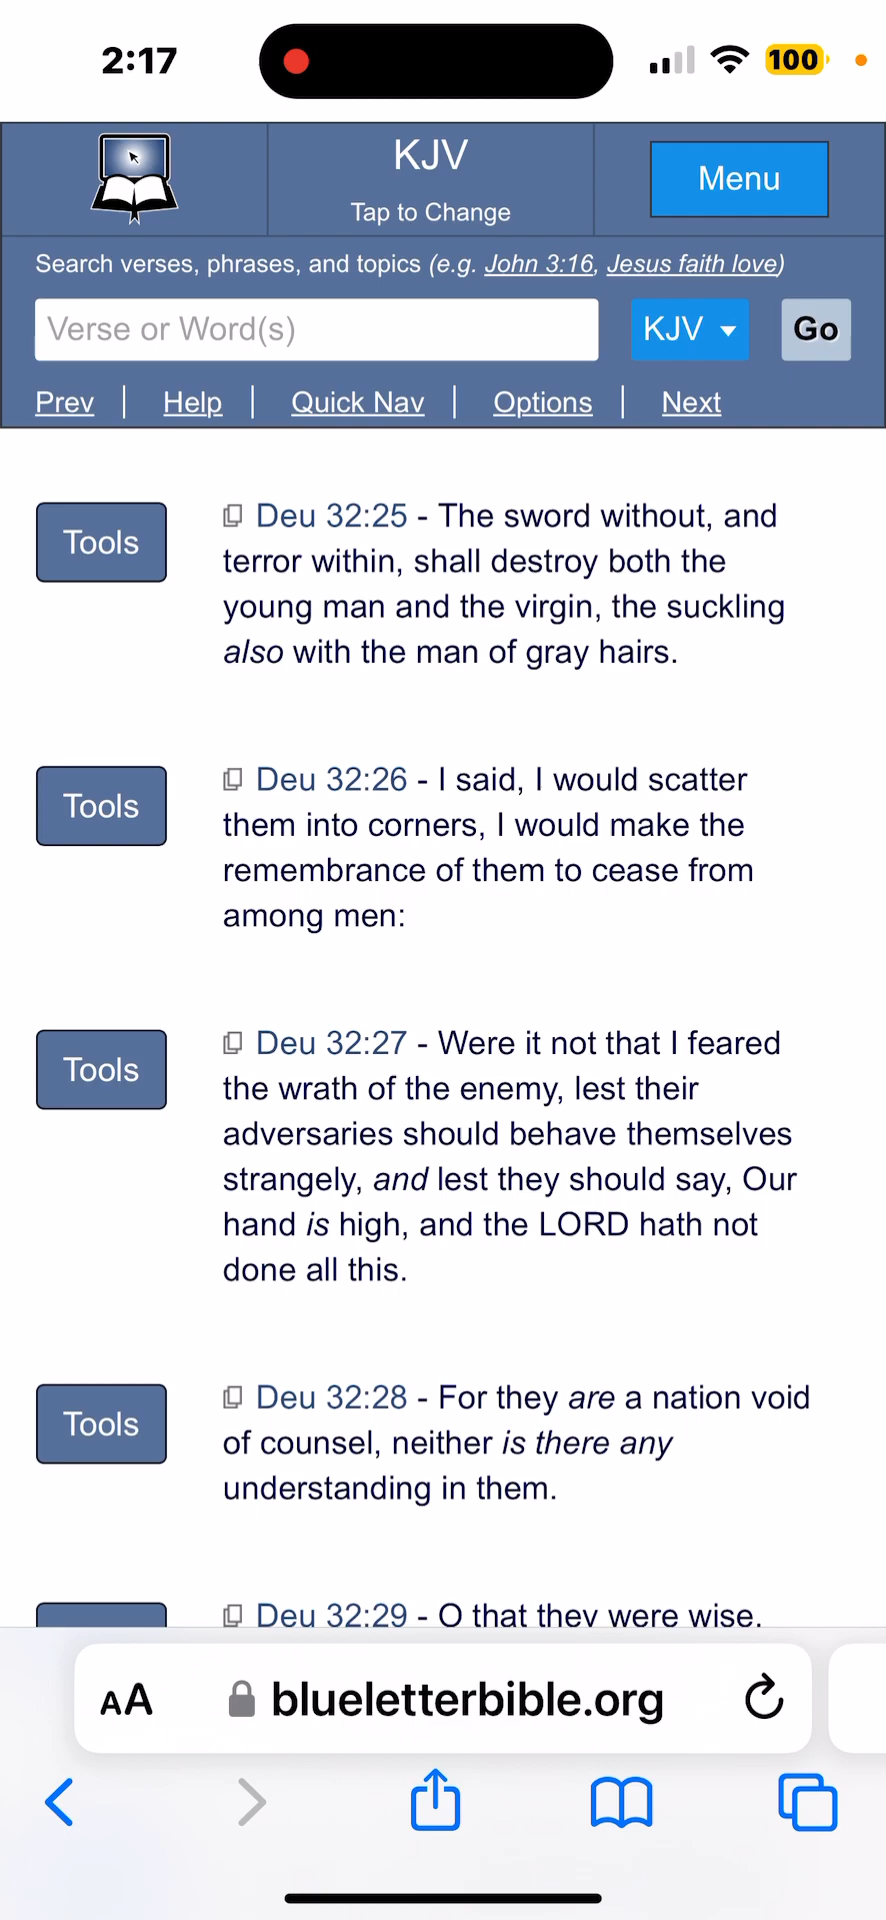 2:17
100
KJV
Tap to Change
Menu
Search verses, phrases, and topics (e.g. John 3:16, Jesus faith love)
Verse or Word(s)
KJV
Go
Prev | Help | Quick Nav | Options | Next
Tools
Deu 32:25 - The sword without, and
terror within, shall destroy both the
young man and the virgin, the suckling
also with the man of gray hairs.
Tools
Deu 32:26 - I said, I would scatter
them into corners, I would make the
remembrance of them to cease from
among men:
Tools
Deu 32:27 - Were it not that I feared
the wrath of the enemy, lest their
adversaries should behave themselves
strangely, and lest they should say, Our
hand is high, and the LORD hath not
done all this.
Tools
Deu 32:28 - For they are a nation void
of counsel, neither is there any
understanding in them.
Deu 32:29 - O that they were wise,
AA
blueletterbible.org